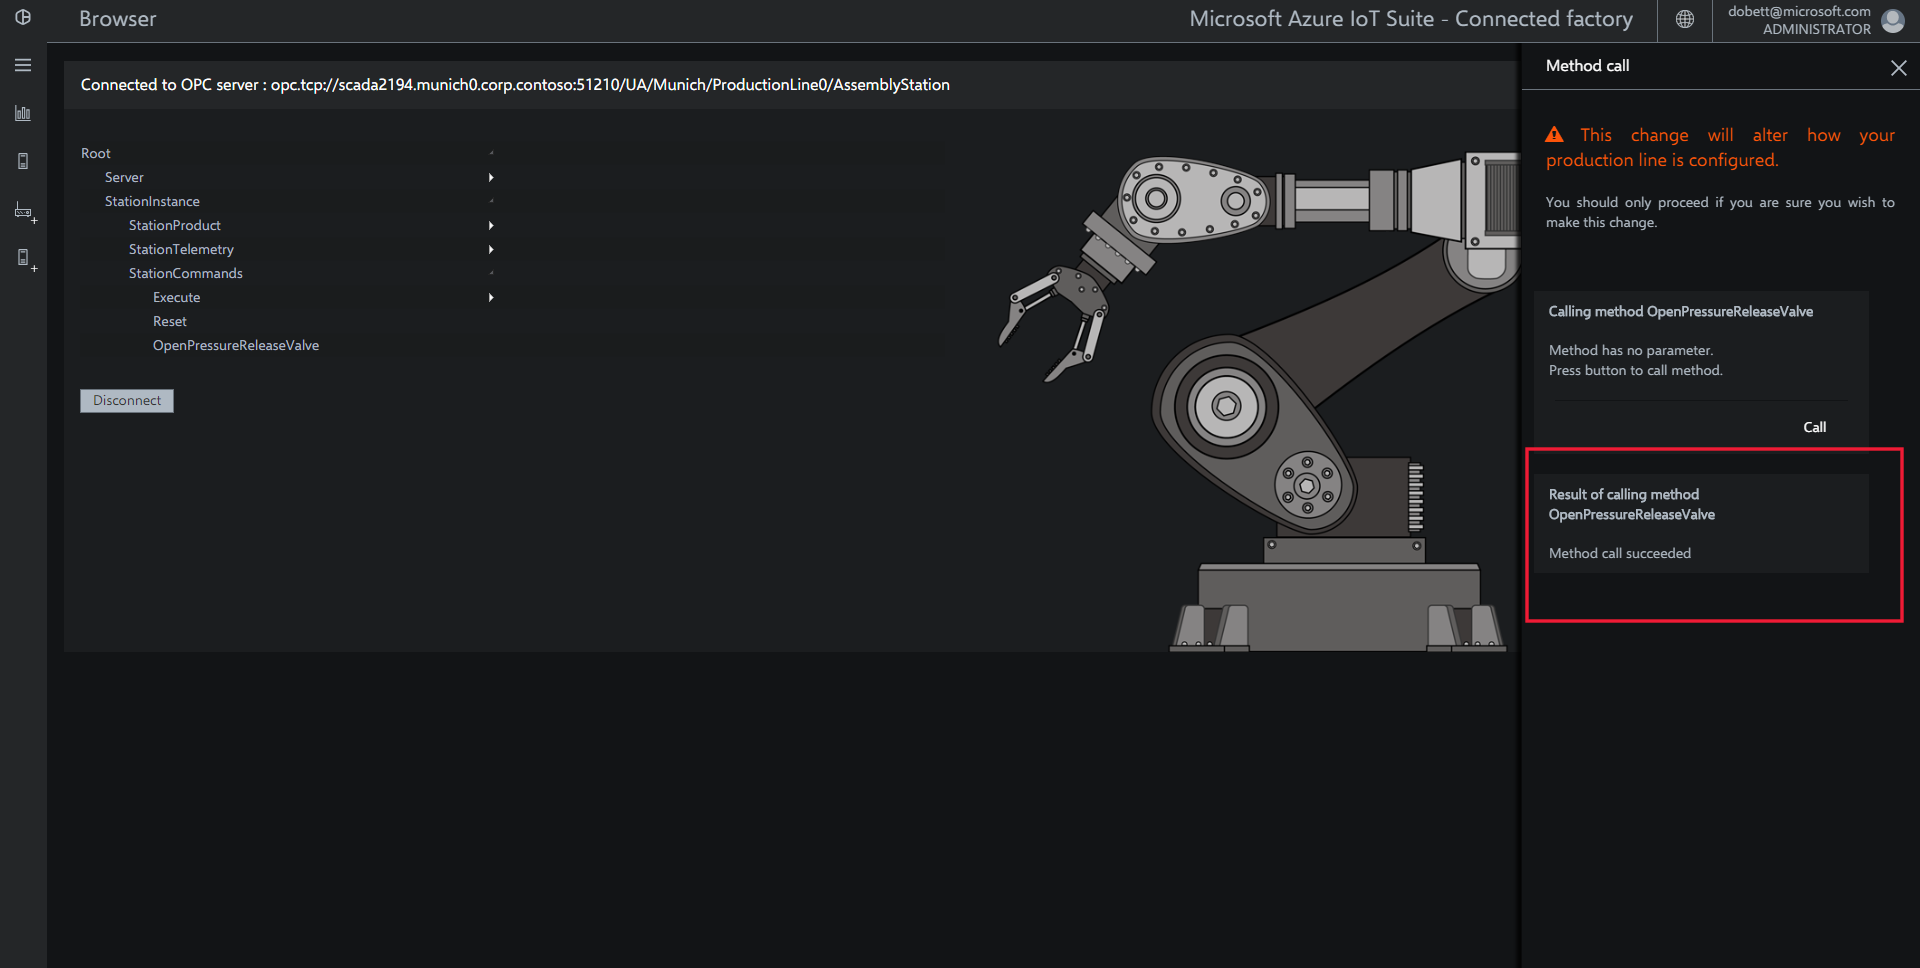 Browser
Microsoft Azure IoT Suite - Connected factory
dobett@microsoft.com
ADMINISTRATOR
Connected to OPC server : opc.tcp://scada2194.munich0.corp.contoso:51210/UA/Munich/ProductionLine0/AssemblyStation
Root
Server
StationInstance
StationProduct
StationTelemetry
StationCommands
Execute
Reset
OpenPressureReleaseValve
Disconnect
Method call
This change will alter how your
production line is configured.
You should only proceed if you are sure you wish to
make this change.
Calling method OpenPressureReleaseValve
Method has no parameter.
Press button to call method.
Call
Result of calling method
OpenPressureReleaseValve
Method call succeeded